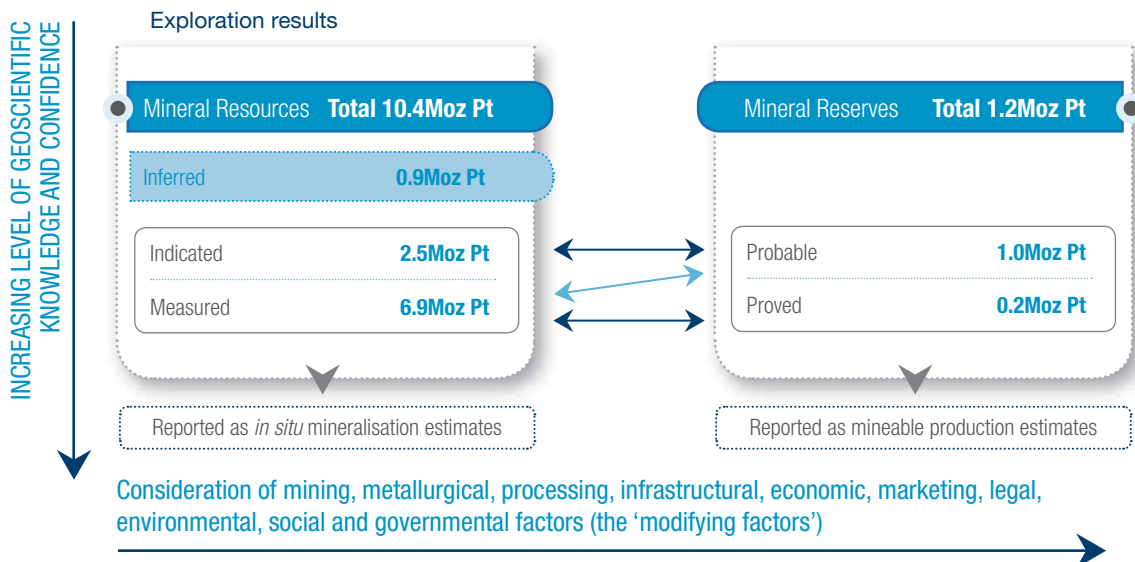 INCREASING LEVEL OF GEOSCIENTIFIC
KNOWLEDGE AND CONFIDENCE
Exploration results
Mineral Resources Total 10.4Moz Pt
Inferred 0.9Moz Pt
Indicated 2.5Moz Pt
Measured 6.9Moz Pt
Reported as in situ mineralisation estimates
Mineral Reserves Total 1.2Moz Pt
Probable 1.0Moz Pt
Proved 0.2Moz Pt
Reported as mineable production estimates
Consideration of mining, metallurgical, processing, infrastructural, economic, marketing, legal,
environmental, social and governmental factors (the ‘modifying factors’)